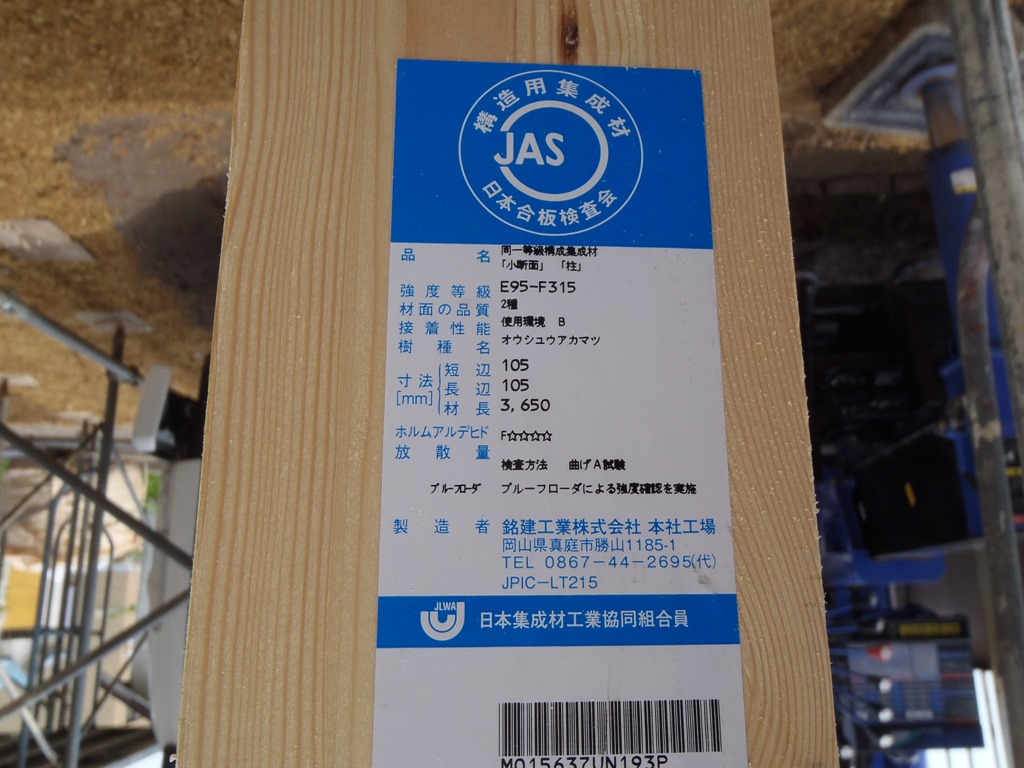 構造用集成材
JAS
日本合板検査会
品名 同一等級構成集成材
「小断面」 「柱」
強度等級 E95-F315
材面の品質 2種
接着性能 使用環境 B
樹種名 オウシュウアカマツ
寸法[mm] 短辺 105
長辺 105
材長 3,650
ホルムアルデヒド
放散量 F☆☆☆☆
検査方法 曲げA試験
プルーフローダ プルーフローダによる強度確認を実施
製造者 銘建工業株式会社 本社工場
岡山県真庭市勝山1185-1
TEL 0867-44-2695(代)
JPIC-LT215
JLWA
日本集成材工業協同組合員
M015637UN193P